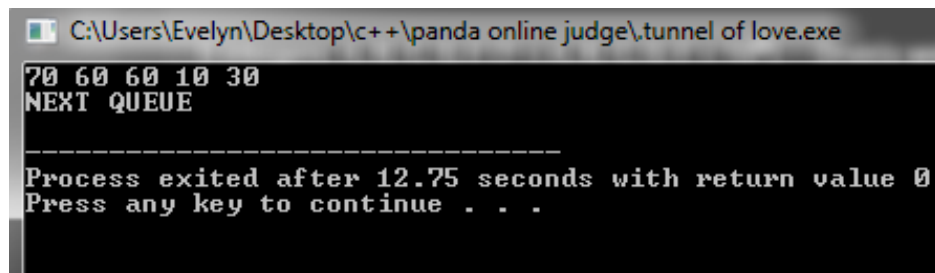 C:\Users\Evelyn\Desktop\c++\panda online judge\.tunnel of love.exe
70 60 60 10 30
NEXT QUEUE
--------------------------------
Process exited after 12.75 seconds with return value 0
Press any key to continue . . .